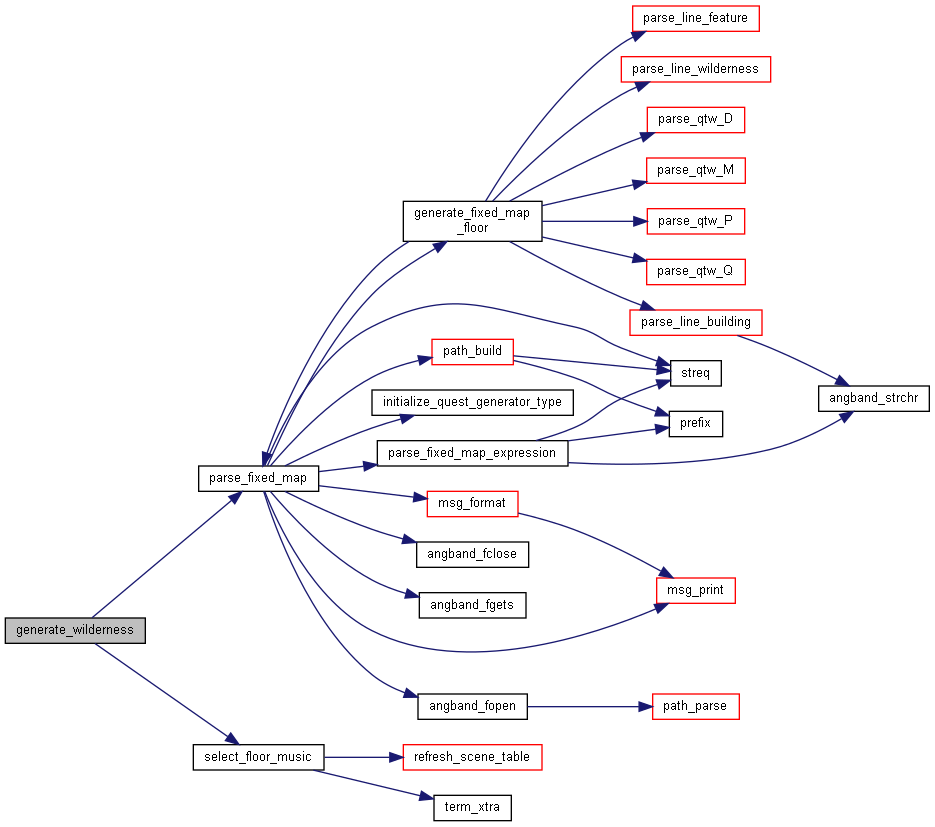 parse_line_feature
parse_line_wilderness
parse_qtw_D
parse_qtw_M
generate_fixed_map
_floor
parse_qtw_P
parse_qtw_Q
parse_line_building
path_build
streq
initialize_quest_generator_type
angband_strchr
prefix
parse_fixed_map_expression
parse_fixed_map
msg_format
angband_fclose
msg_print
angband_fgets
generate_wilderness
angband_fopen
path_parse
select_floor_music
refresh_scene_table
term_xtra